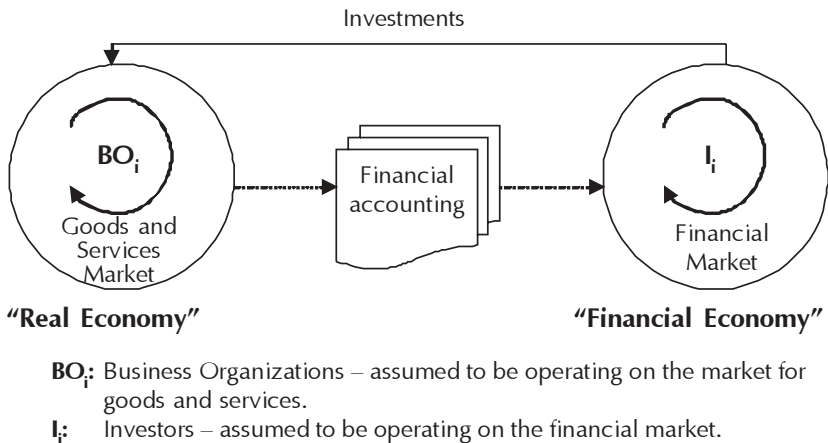 Investments
BOᵢ
Goods and
Services
Market
Financial
accounting
Iᵢ
Financial
Market
“Real Economy”
“Financial Economy”
BOᵢ: Business Organizations – assumed to be operating on the market for
goods and services.
Iᵢ: Investors – assumed to be operating on the financial market.